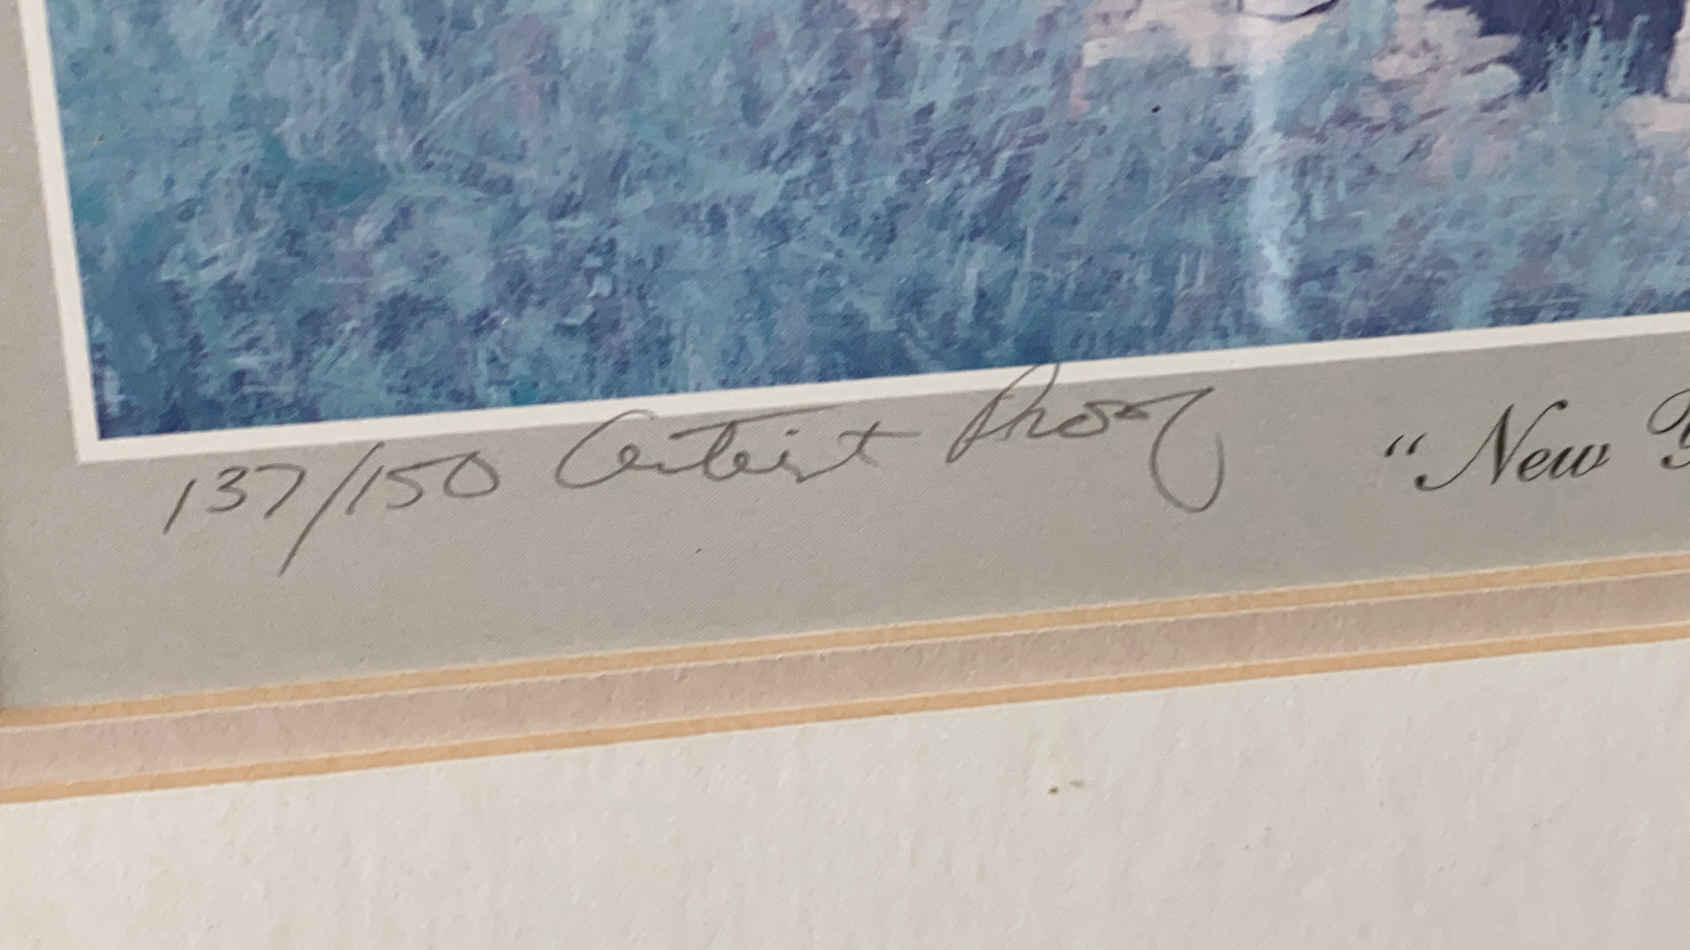 137/150 Artist Proof "New